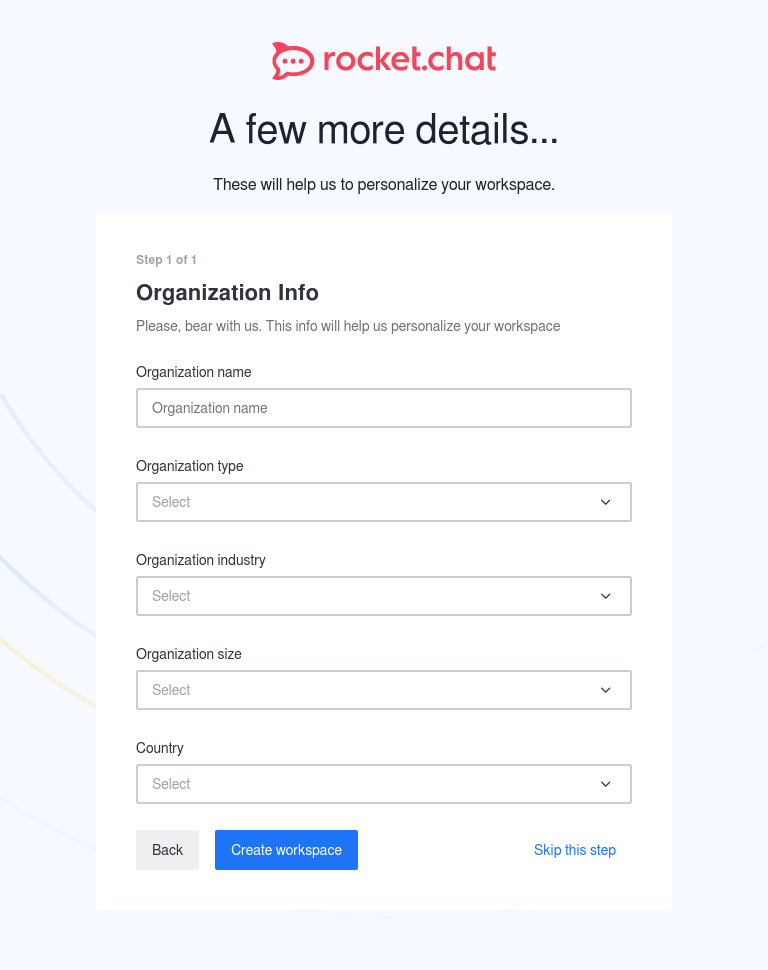 rocket.chat
A few more details...
These will help us to personalize your workspace.
Step 1 of 1
Organization Info
Please, bear with us. This info will help us personalize your workspace
Organization name
Organization name
Organization type
Select
Organization industry
Select
Organization size
Select
Country
Select
Back Create workspace Skip this step